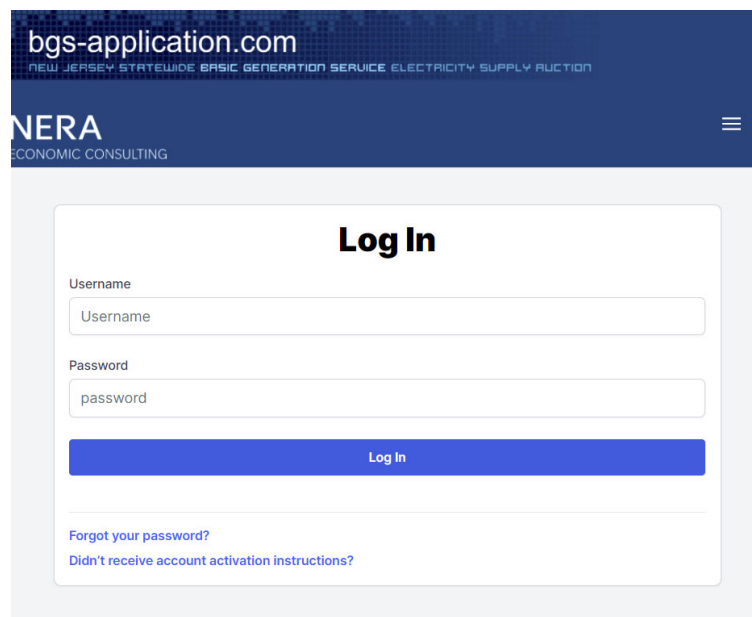 bgs-application.com
NEW JERSEY STATEWIDE BASIC GENERATION SERVICE ELECTRICITY SUPPLY AUCTION
NERA
ECONOMIC CONSULTING
Log In
Username
Username
Password
password
Log In
Forgot your password?
Didn't receive account activation instructions?